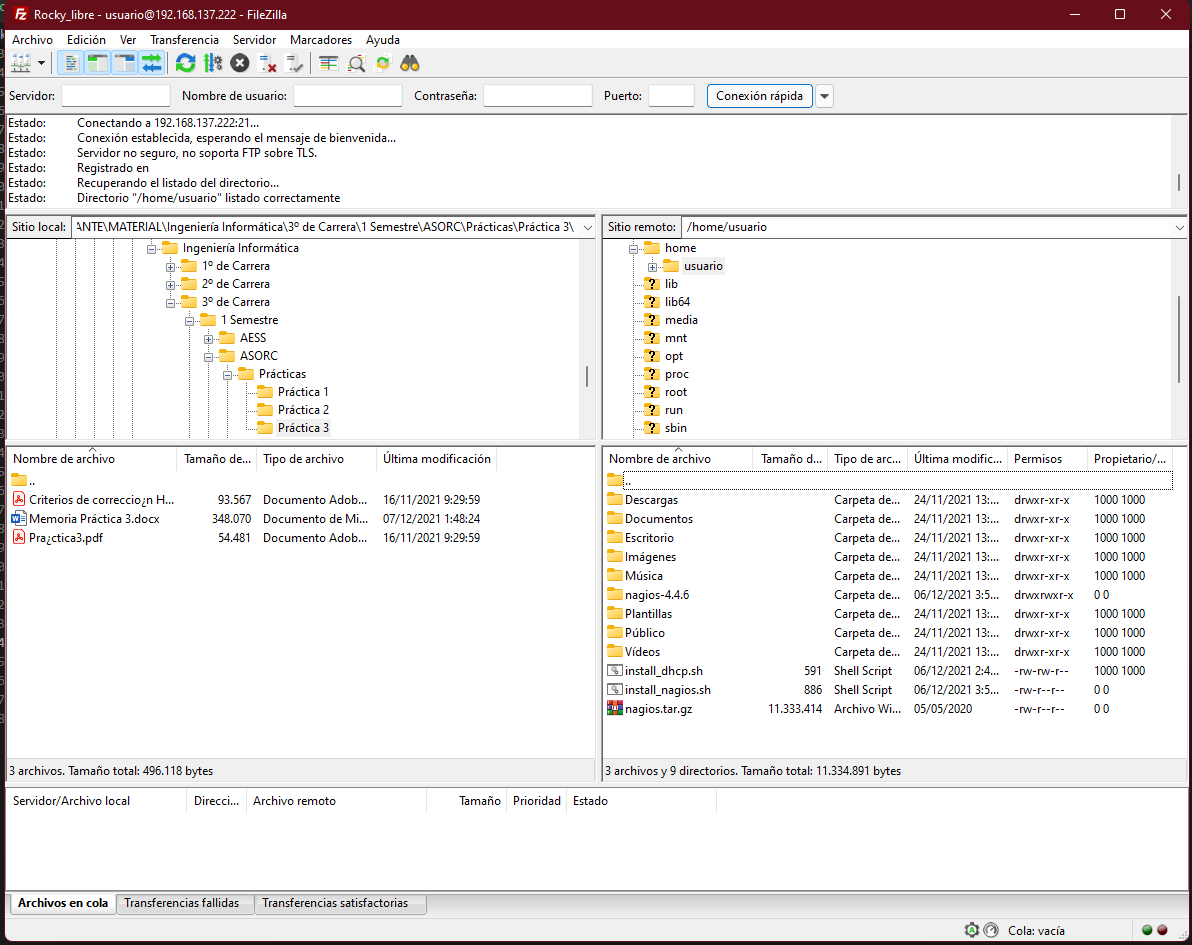 Rocky_libre - usuario@192.168.137.222 - FileZilla
Archivo Edición Ver Transferencia Servidor Marcadores Ayuda
Servidor: Nombre de usuario: Contraseña: Puerto: Conexión rápida
Estado: Conectando a 192.168.137.222:21...
Estado: Conexión establecida, esperando el mensaje de bienvenida...
Estado: Servidor no seguro, no soporta FTP sobre TLS.
Estado: Registrado en
Estado: Recuperando el listado del directorio...
Estado: Directorio "/home/usuario" listado correctamente
Sitio local: ANTE\MATERIAL\Ingeniería Informática\3º de Carrera\1 Semestre\ASORC\Prácticas\Práctica 3\
Ingeniería Informática
1º de Carrera
2º de Carrera
3º de Carrera
1 Semestre
AESS
ASORC
Prácticas
Práctica 1
Práctica 2
Práctica 3
Sitio remoto: /home/usuario
home
usuario
lib
lib64
media
mnt
opt
proc
root
run
sbin
Nombre de archivo Tamaño de... Tipo de archivo Última modificación
..
Criterios de correccio¿n H... 93.567 Documento Adob... 16/11/2021 9:29:59
Memoria Práctica 3.docx 348.070 Documento de Mi... 07/12/2021 1:48:24
Pra¿ctica3.pdf 54.481 Documento Adob... 16/11/2021 9:29:59
3 archivos. Tamaño total: 496.118 bytes
Nombre de archivo Tamaño d... Tipo de arc... Última modific... Permisos Propietario/...
..
Descargas Carpeta de... 24/11/2021 13:... drwxr-xr-x 1000 1000
Documentos Carpeta de... 24/11/2021 13:... drwxr-xr-x 1000 1000
Escritorio Carpeta de... 24/11/2021 13:... drwxr-xr-x 1000 1000
Imágenes Carpeta de... 24/11/2021 13:... drwxr-xr-x 1000 1000
Música Carpeta de... 24/11/2021 13:... drwxr-xr-x 1000 1000
nagios-4.4.6 Carpeta de... 06/12/2021 3:5... drwxrwxr-x 0 0
Plantillas Carpeta de... 24/11/2021 13:... drwxr-xr-x 1000 1000
Público Carpeta de... 24/11/2021 13:... drwxr-xr-x 1000 1000
Vídeos Carpeta de... 24/11/2021 13:... drwxr-xr-x 1000 1000
install_dhcp.sh 591 Shell Script 06/12/2021 2:4... -rw-rw-r-- 1000 1000
install_nagios.sh 886 Shell Script 06/12/2021 3:5... -rw-r--r-- 0 0
nagios.tar.gz 11.333.414 Archivo Wi... 05/05/2020 -rw-r--r-- 0 0
3 archivos y 9 directorios. Tamaño total: 11.334.891 bytes
Servidor/Archivo local Direcci... Archivo remoto Tamaño Prioridad Estado
Archivos en cola Transferencias fallidas Transferencias satisfactorias
Cola: vacía